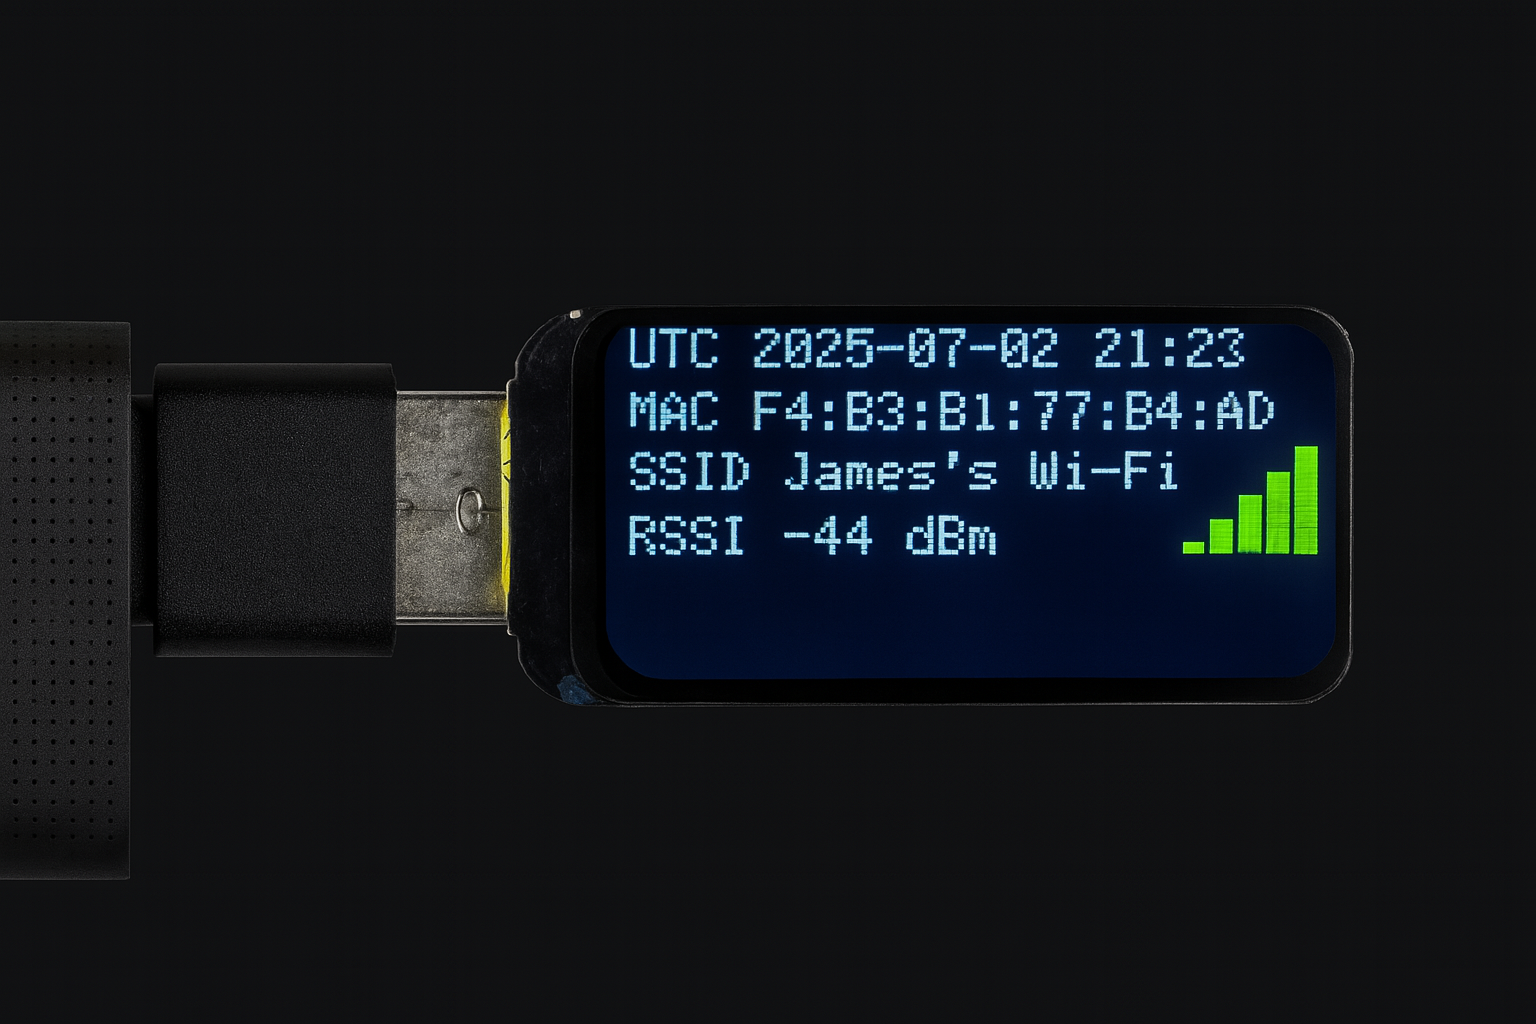 UTC 2025-07-02 21:23
MAC F4:B3:B1:77:B4:AD
SSID James's Wi-Fi
RSSI -44 dBm